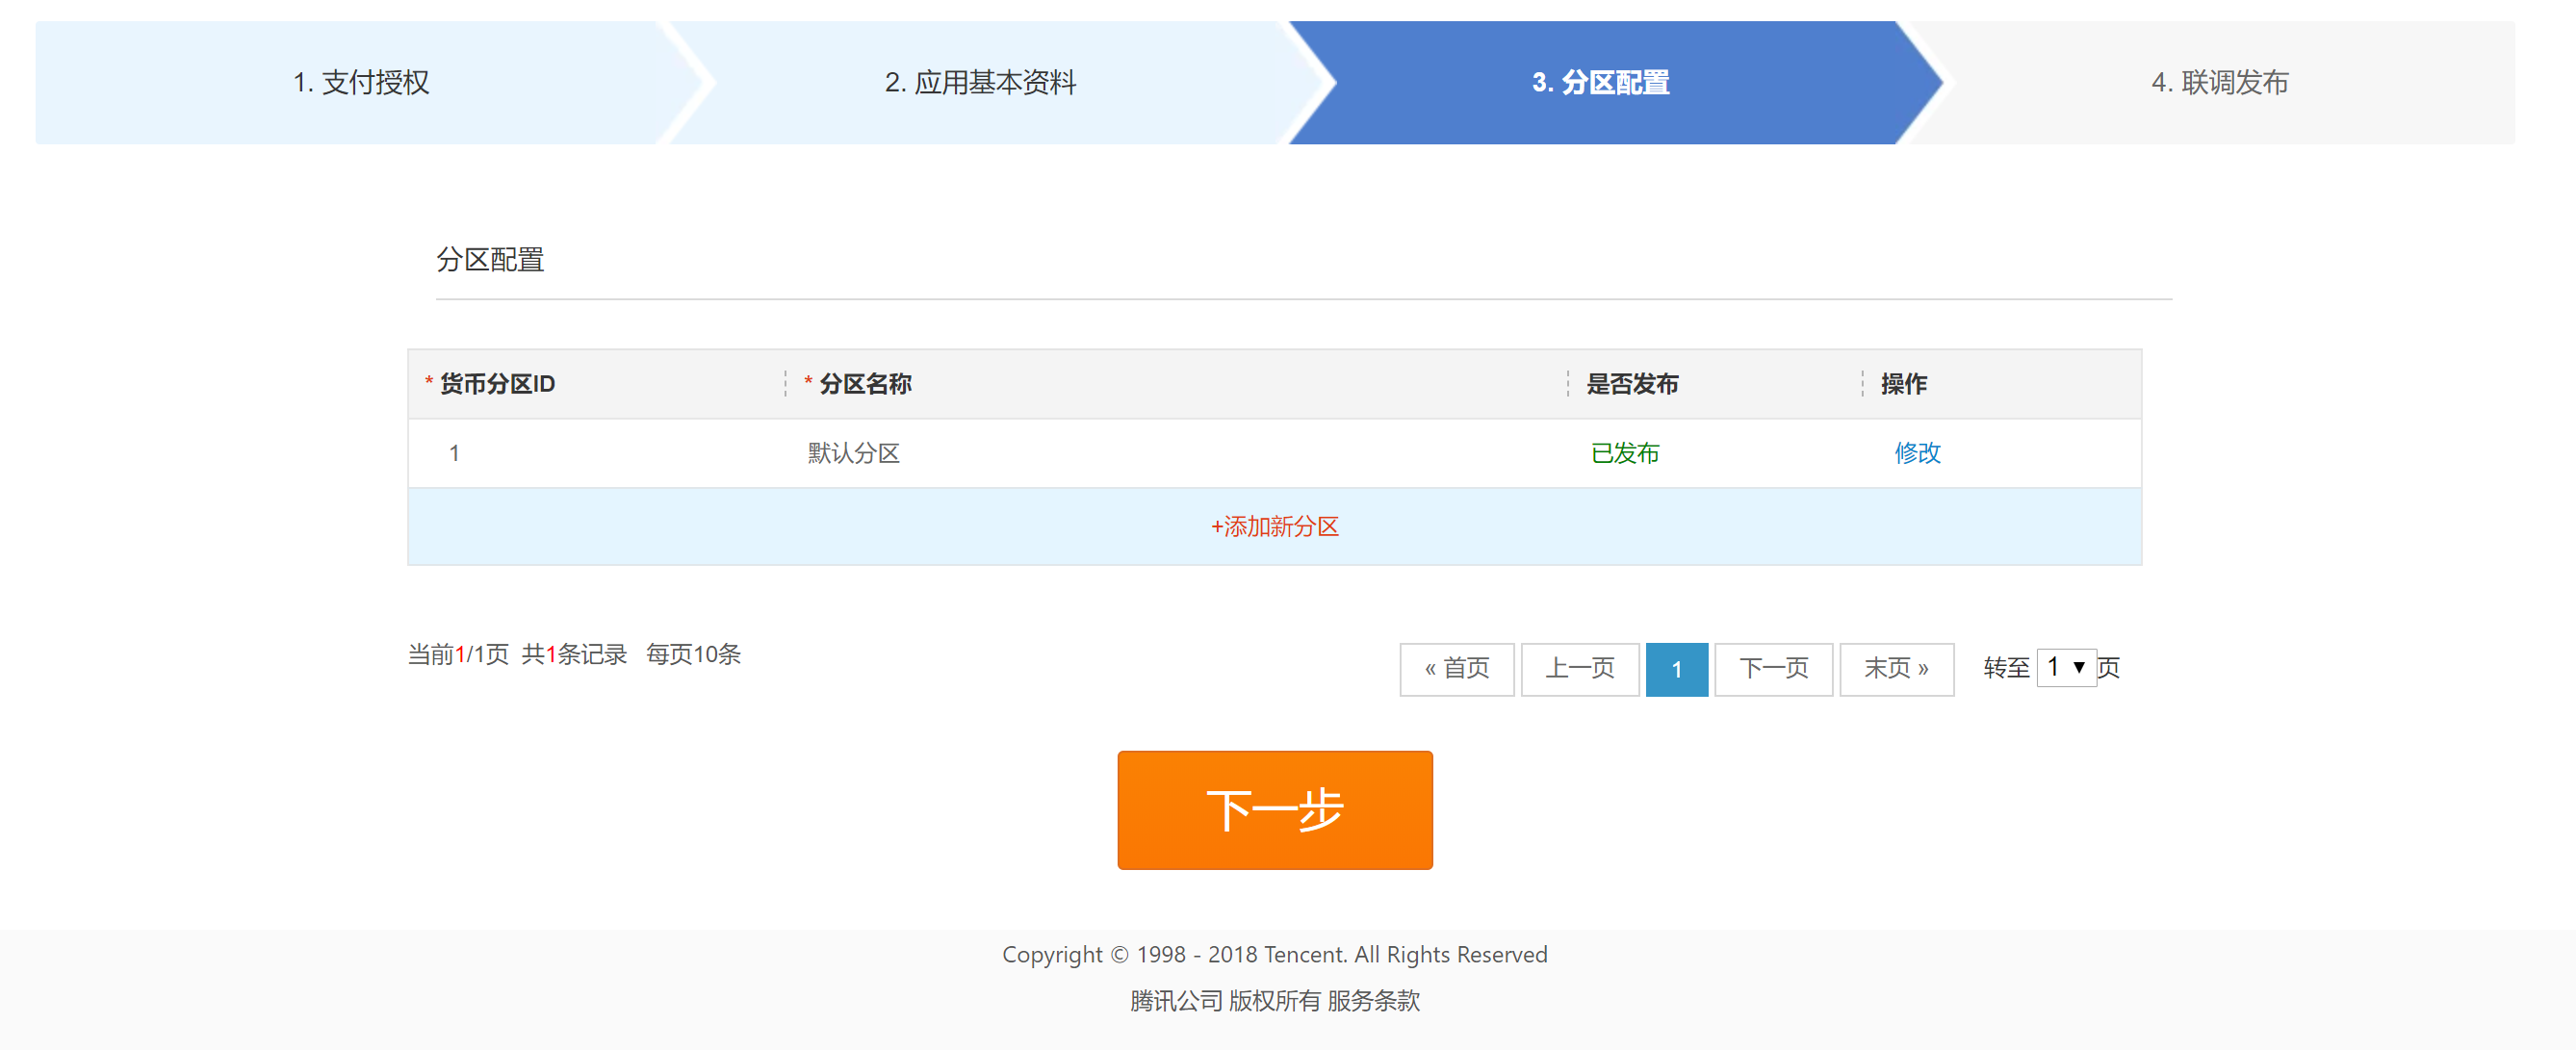 1. 支付授权 2. 应用基本资料 3. 分区配置 4. 联调发布
分区配置
* 货币分区ID * 分区名称 是否发布 操作
1 默认分区 已发布 修改
+添加新分区
当前1/1页 共1条记录 每页10条 « 首页 上一页 1 下一页 末页 » 转至 1 ▼ 页
下一步
Copyright © 1998 - 2018 Tencent. All Rights Reserved
腾讯公司 版权所有 服务条款